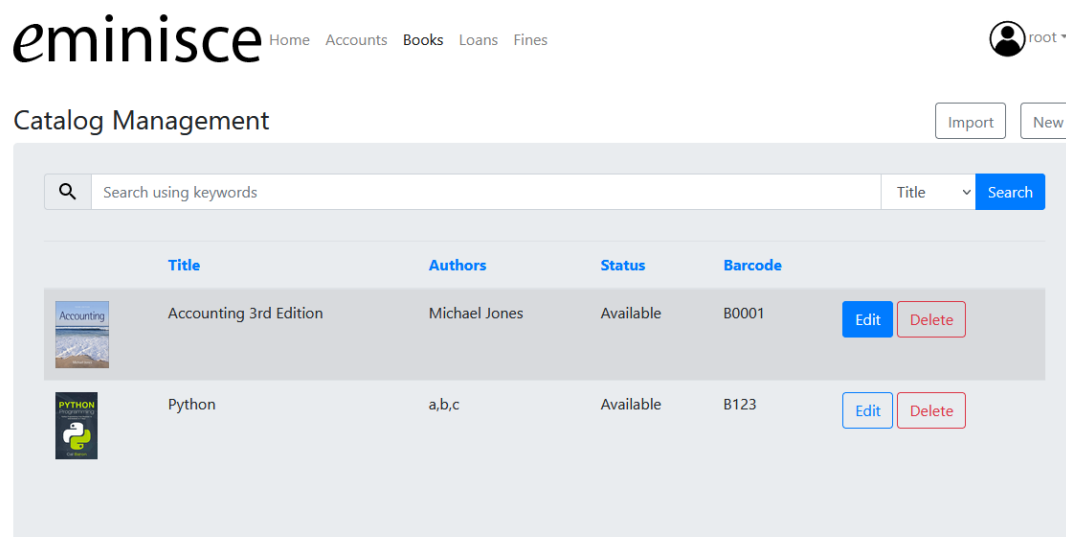 eminisce Home Accounts Books Loans Fines root
Catalog Management Import New
Search using keywords Title Search
Title Authors Status Barcode
Accounting
Accounting 3rd Edition Michael Jones Available B0001 Edit Delete
PYTHON
Programming
Python a,b,c Available B123 Edit Delete